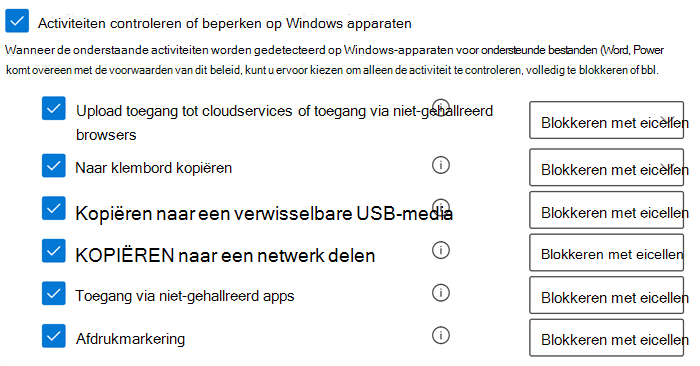 Activiteiten controleren of beperken op Windows apparaten
Wanneer de onderstaande activiteiten worden gedetecteerd op Windows-apparaten voor ondersteunde bestanden (Word, Power
komt overeen met de voorwaarden van dit beleid, kunt u ervoor kiezen om alleen de activiteit te controleren, volledig te blokkeren of bbl.
Upload toegang tot cloudservices of toegang via niet-gehallreerd Blokkeren met eicellen
browsers
Naar klembord kopiëren Blokkeren met eicellen
Kopiëren naar een verwisselbare USB-media Blokkeren met eicellen
KOPIËREN naar een netwerk delen Blokkeren met eicellen
Toegang via niet-gehallreerd apps Blokkeren met eicellen
Afdrukmarkering Blokkeren met eicellen